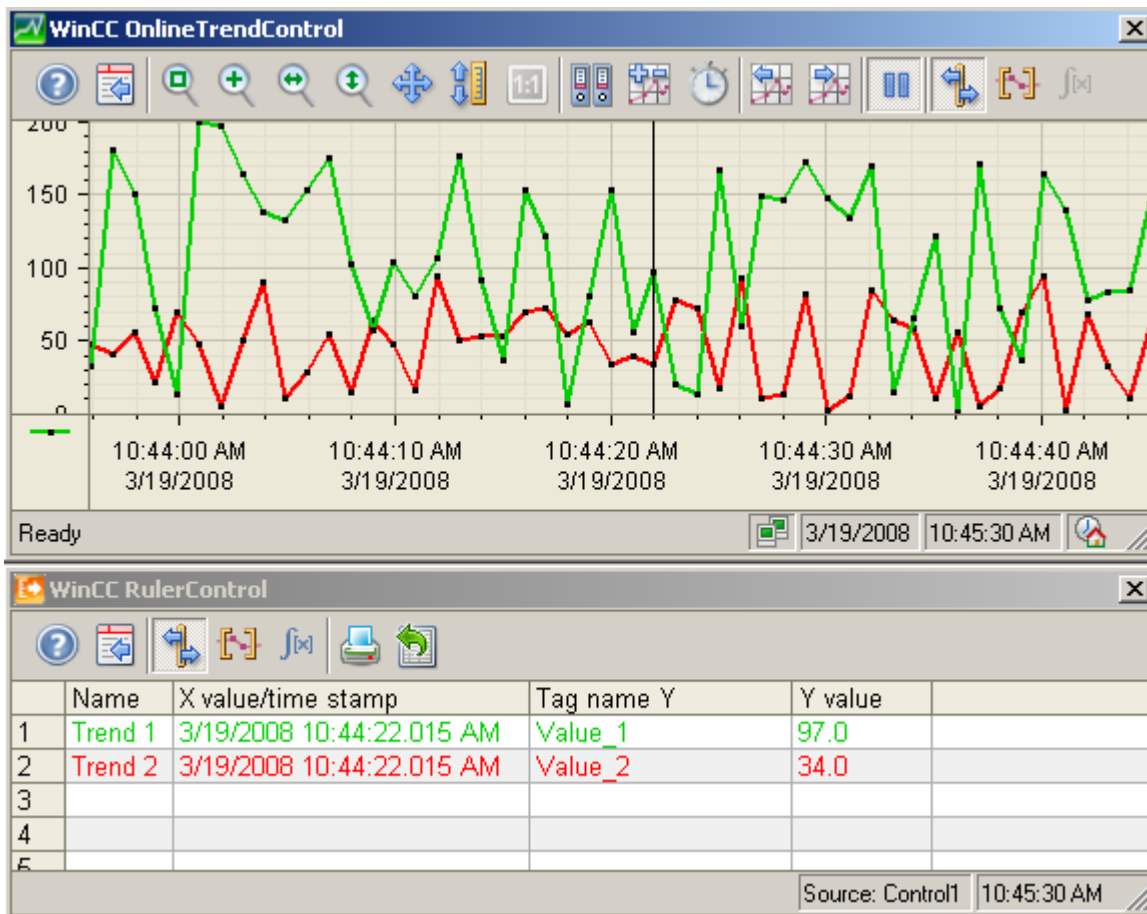 WinCC OnlineTrendControl
1:1
200
150
100
50
0
10:44:00 AM 10:44:10 AM 10:44:20 AM 10:44:30 AM 10:44:40 AM
3/19/2008 3/19/2008 3/19/2008 3/19/2008 3/19/2008
Ready 3/19/2008 10:45:30 AM
WinCC RulerControl
Name X value/time stamp Tag name Y Y value
1 Trend 1 3/19/2008 10:44:22.015 AM Value_1 97.0
2 Trend 2 3/19/2008 10:44:22.015 AM Value_2 34.0
3
4
5
Source: Control1 10:45:30 AM